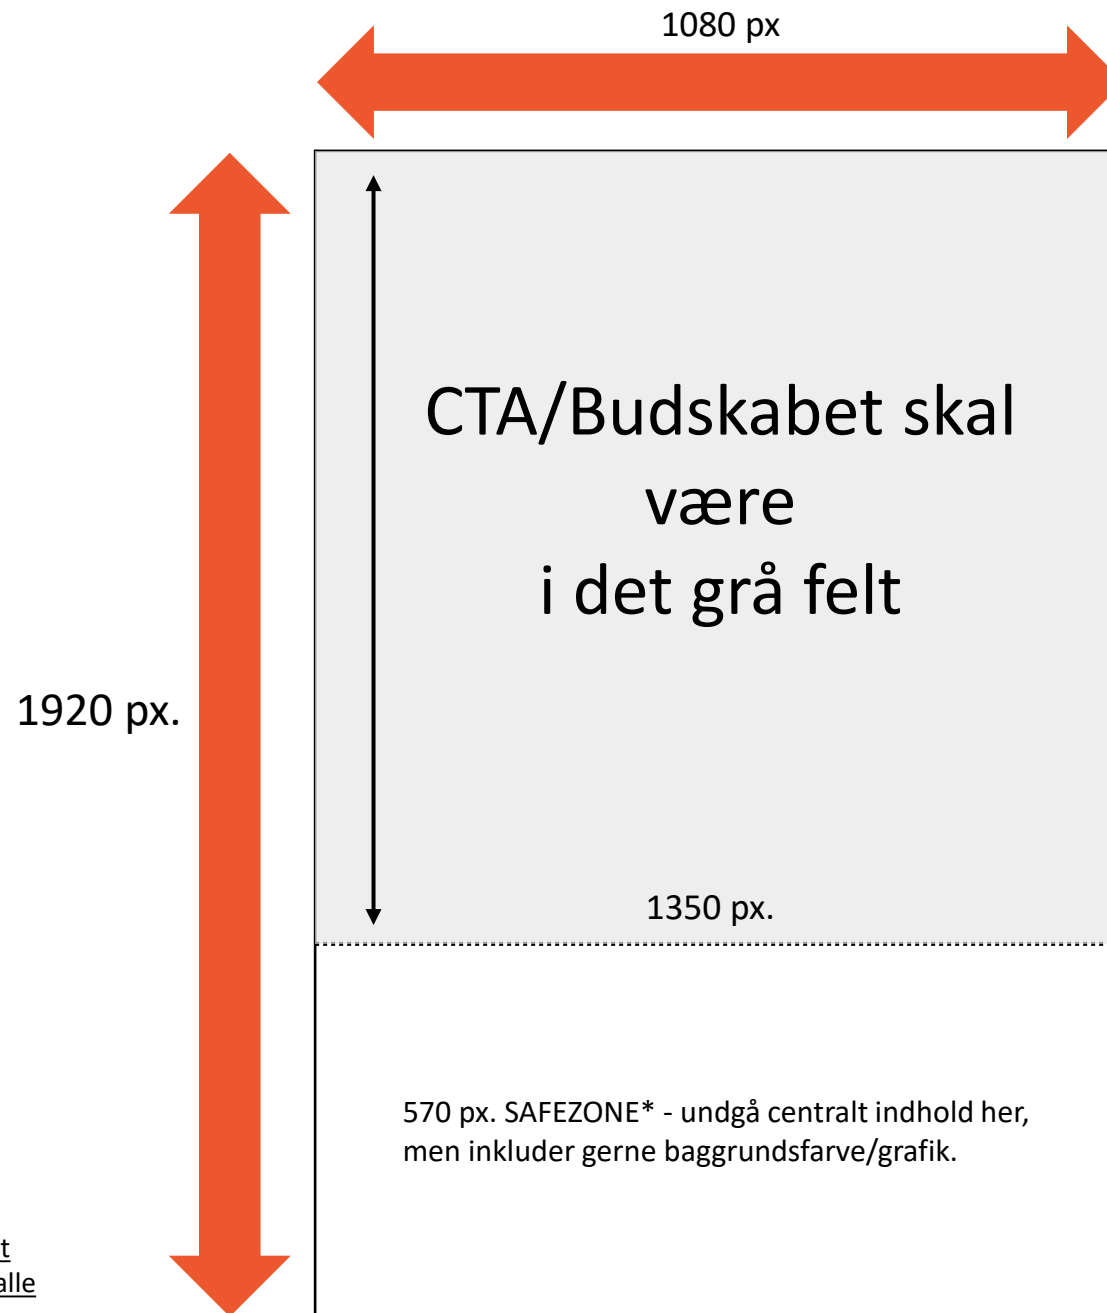 1080 px
CTA/Budskabet skal
være
i det grå felt
1920 px.
1350 px.
570 px. SAFEZONE* - undgå centralt indhold her,
men inkluder gerne baggrundsfarve/grafik.
alle